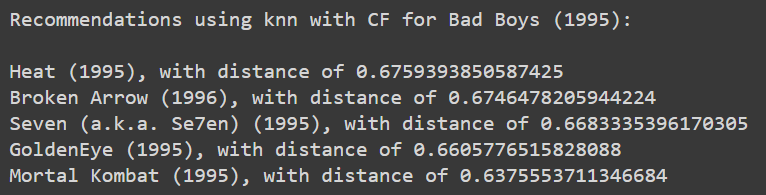 Recommendations using knn with CF for Bad Boys (1995):
Heat (1995), with distance of 0.6759393850587425
Broken Arrow (1996), with distance of 0.6746478205944224
Seven (a.k.a. Se7en) (1995), with distance of 0.6683335396170305
GoldenEye (1995), with distance of 0.6605776515828088
Mortal Kombat (1995), with distance of 0.6375553711346684